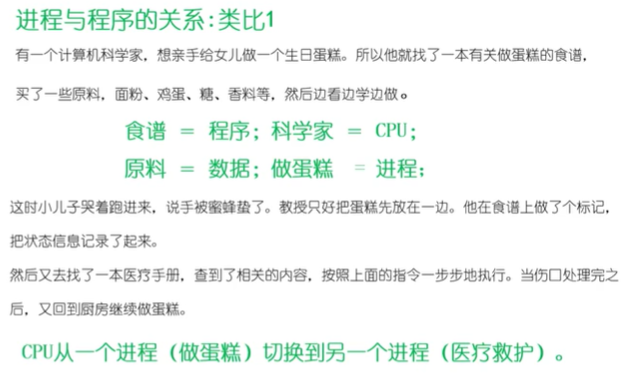 进程与程序的关系:类比1
有一个计算机科学家，想亲手给女儿做一个生日蛋糕。所以他就找了一本有关做蛋糕的食谱，
买了一些原料，面粉、鸡蛋、糖、香料等，然后边看边学边做。
食谱 = 程序；科学家 = CPU；
原料 = 数据；做蛋糕 = 进程；
这时小儿子哭着跑进来，说手被蜜蜂蛰了。教授只好把蛋糕先放在一边。他在食谱上做了个标记，
把状态信息记录了起来。
然后又去找了一本医疗手册，查到了相关的内容，按照上面的指令一步步地执行。当伤口处理完之
后，又回到厨房继续做蛋糕。
CPU从一个进程（做蛋糕）切换到另一个进程（医疗救护）。